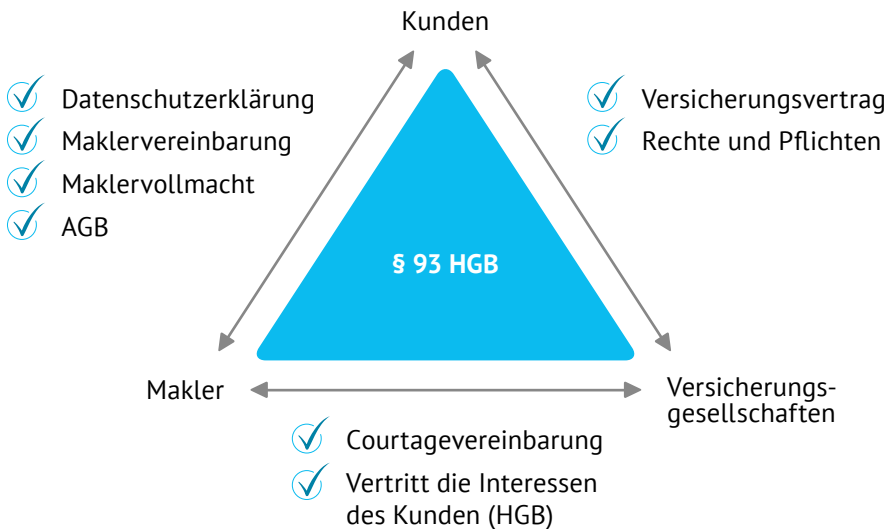 Kunden
Datenschutzerklärung
Maklervereinbarung
Maklervollmacht
AGB
Versicherungsvertrag
Rechte und Pflichten
§ 93 HGB
Makler
Versicherungs-
gesellschaften
Courtagevereinbarung
Vertritt die Interessen
des Kunden (HGB)